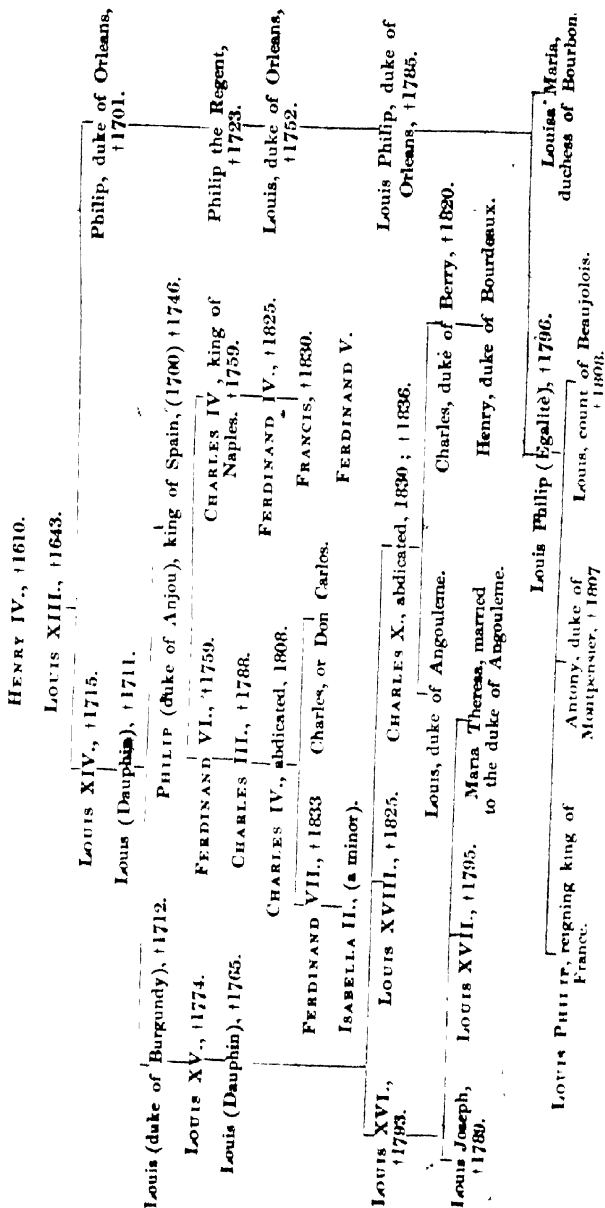 HENRY IV., †1610.
LOUIS XIII., †1643.
LOUIS XIV., †1715.
Philip, duke of Orleans,
†1701.
Louis (Dauphin), †1711.
Louis (duke of Burgundy), †1712.
PHILIP (duke of Anjou), king of Spain, (1700) †1746.
Philip the Regent,
†1723.
LOUIS XV., †1774.
FERDINAND VI., †1759.
CHARLES IV, king of
Naples. †1759.
Louis, duke of Orleans,
†1752.
Louis (Dauphin), †1765.
CHARLES III., †1788.
FERDINAND IV., †1825.
CHARLES IV., abdicated, 1808.
FRANCIS, †1830.
FERDINAND VII., †1833
Charles, or Don Carlos.
FERDINAND V.
ISABELLA II., (a minor).
Louis Philip, duke of
Orleans, †1785.
LOUIS XVI.,
†1793.
LOUIS XVIII., †1825.
CHARLES X., abdicated, 1830; †1836.
Louis, duke of Angouleme.
Charles, duke of Berry, †1820.
Louis Joseph,
†1789.
LOUIS XVII., †1795.
Maria Theresa, married
to the duke of Angouleme.
Henry, duke of Bourdeaux.
Louis Philip (Egalitè), †1796.
Louisa Maria,
duchess of Bourbon.
LOUIS PHILIP, reigning king of
France.
Antony, duke of
Montpensier, †1807
Louis, count of Beaujolois.
†1808.